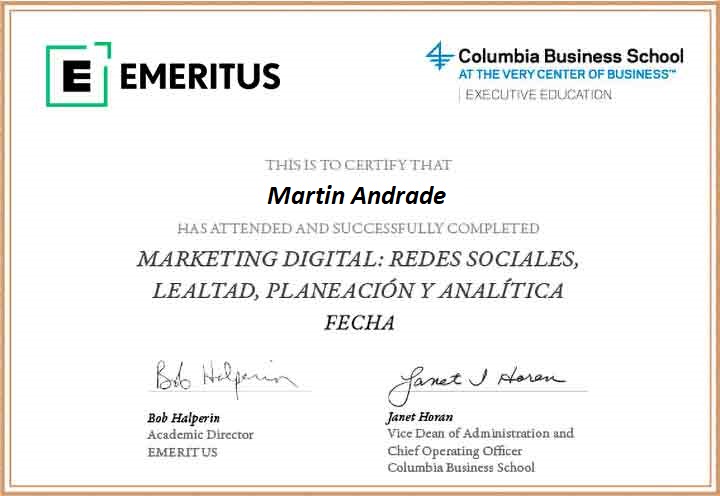 E EMERITUS
Columbia Business School
AT THE VERY CENTER OF BUSINESS™
EXECUTIVE EDUCATION
THIS IS TO CERTIFY THAT
Martin Andrade
HAS ATTENDED AND SUCCESSFULLY COMPLETED
MARKETING DIGITAL: REDES SOCIALES,
LEALTAD, PLANEACIÓN Y ANALÍTICA
FECHA
Bob Halperin
Bob Halperin
Academic Director
EMERITUS
Janet J Horan
Janet Horan
Vice Dean of Administration and
Chief Operating Officer
Columbia Business School